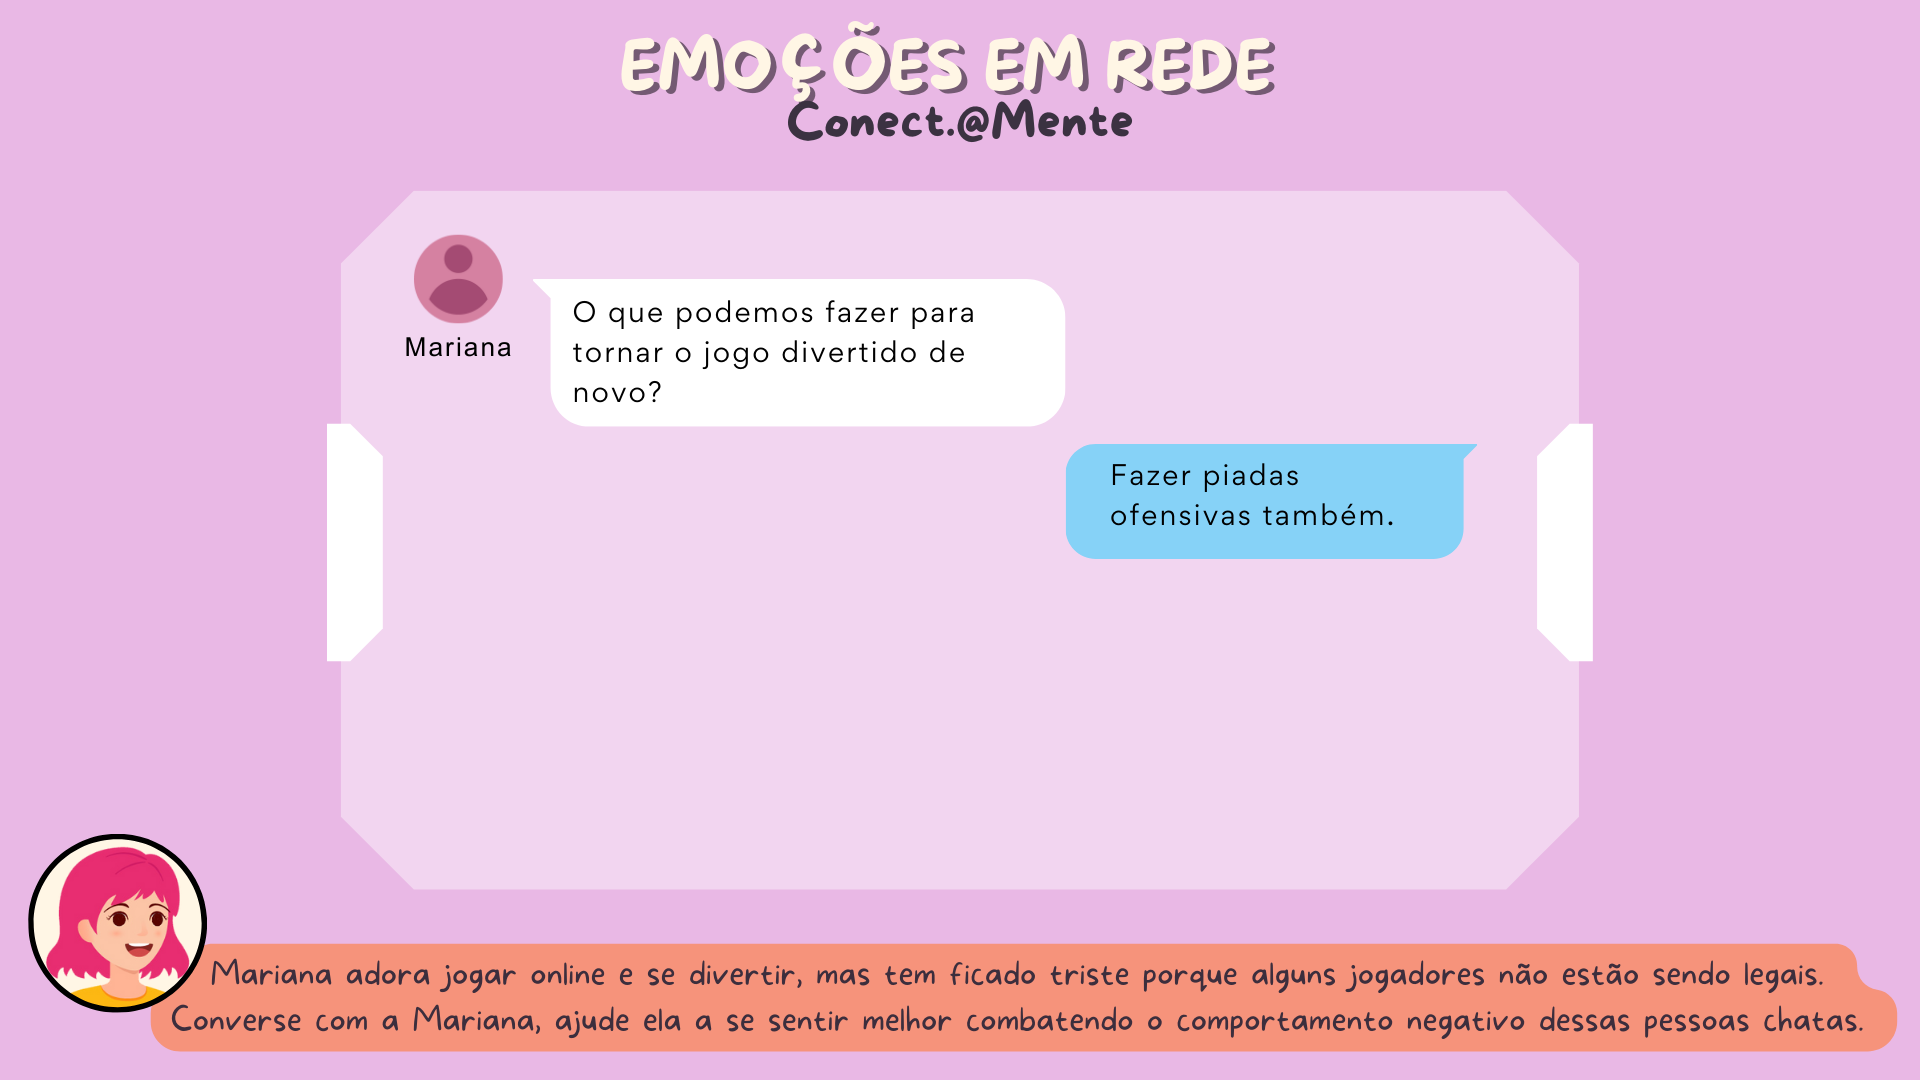 EMOÇÕES EM REDE
Conect.@Mente
Mariana
O que podemos fazer para
tornar o jogo divertido de
novo?
Fazer piadas
ofensivas também.
Mariana adora jogar online e se divertir, mas tem ficado triste porque alguns jogadores não estão sendo legais.
Converse com a Mariana, ajude ela a se sentir melhor combatendo o comportamento negativo dessas pessoas chatas.